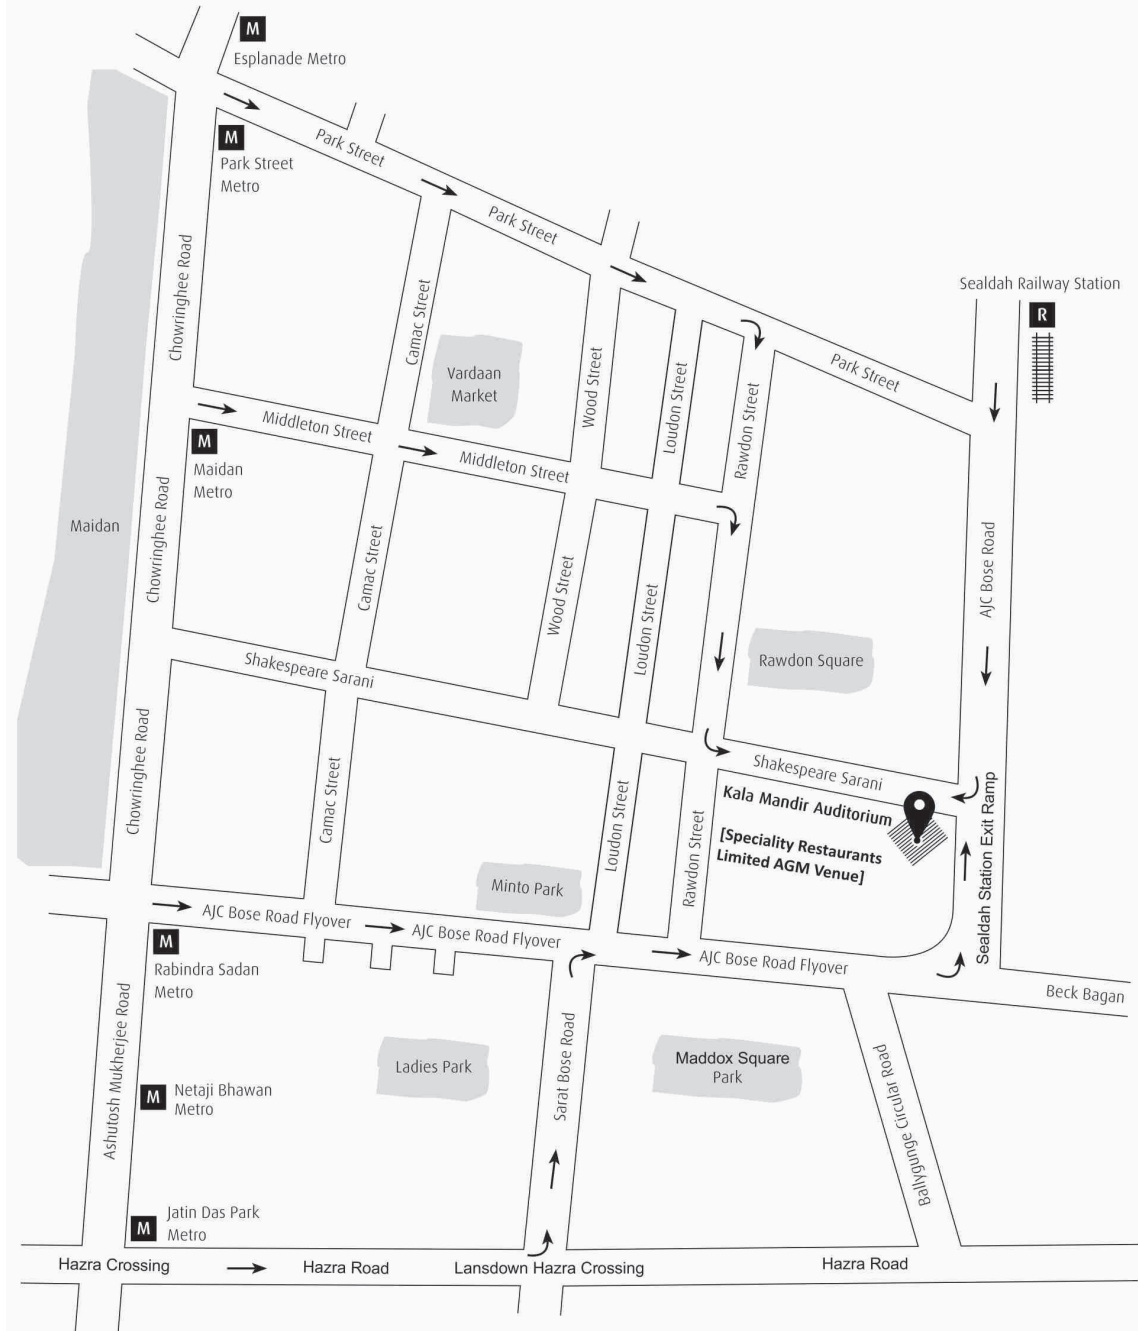 M
Esplanade Metro
Park Street
M
Park Street
Metro
Park Street
Chowringhee Road
Camac Street
Sealdah Railway Station
R
Vardaan
Market
Wood Street
Loudon Street
Rawdon Street
Park Street
Middleton Street
M
Maidan
Metro
Middleton Street
Maidan
Chowringhee Road
Camac Street
Wood Street
Loudon Street
AJC Bose Road
Shakespeare Sarani
Rawdon Square
Chowringhee Road
Camac Street
Loudon Street
Shakespeare Sarani
Kala Mandir Auditorium
[Speciality Restaurants
Limited AGM Venue]
Rawdon Street
Sealdah Station Exit Ramp
Minto Park
AJC Bose Road Flyover
AJC Bose Road Flyover
AJC Bose Road Flyover
M
Rabindra Sadan
Metro
Beck Bagan
Ashutosh Mukherjee Road
Sarat Bose Road
Ladies Park
Maddox Square
Park
Ballygunge Circular Road
M
Netaji Bhawan
Metro
M
Jatin Das Park
Metro
Hazra Crossing
Hazra Road
Lansdown Hazra Crossing
Hazra Road